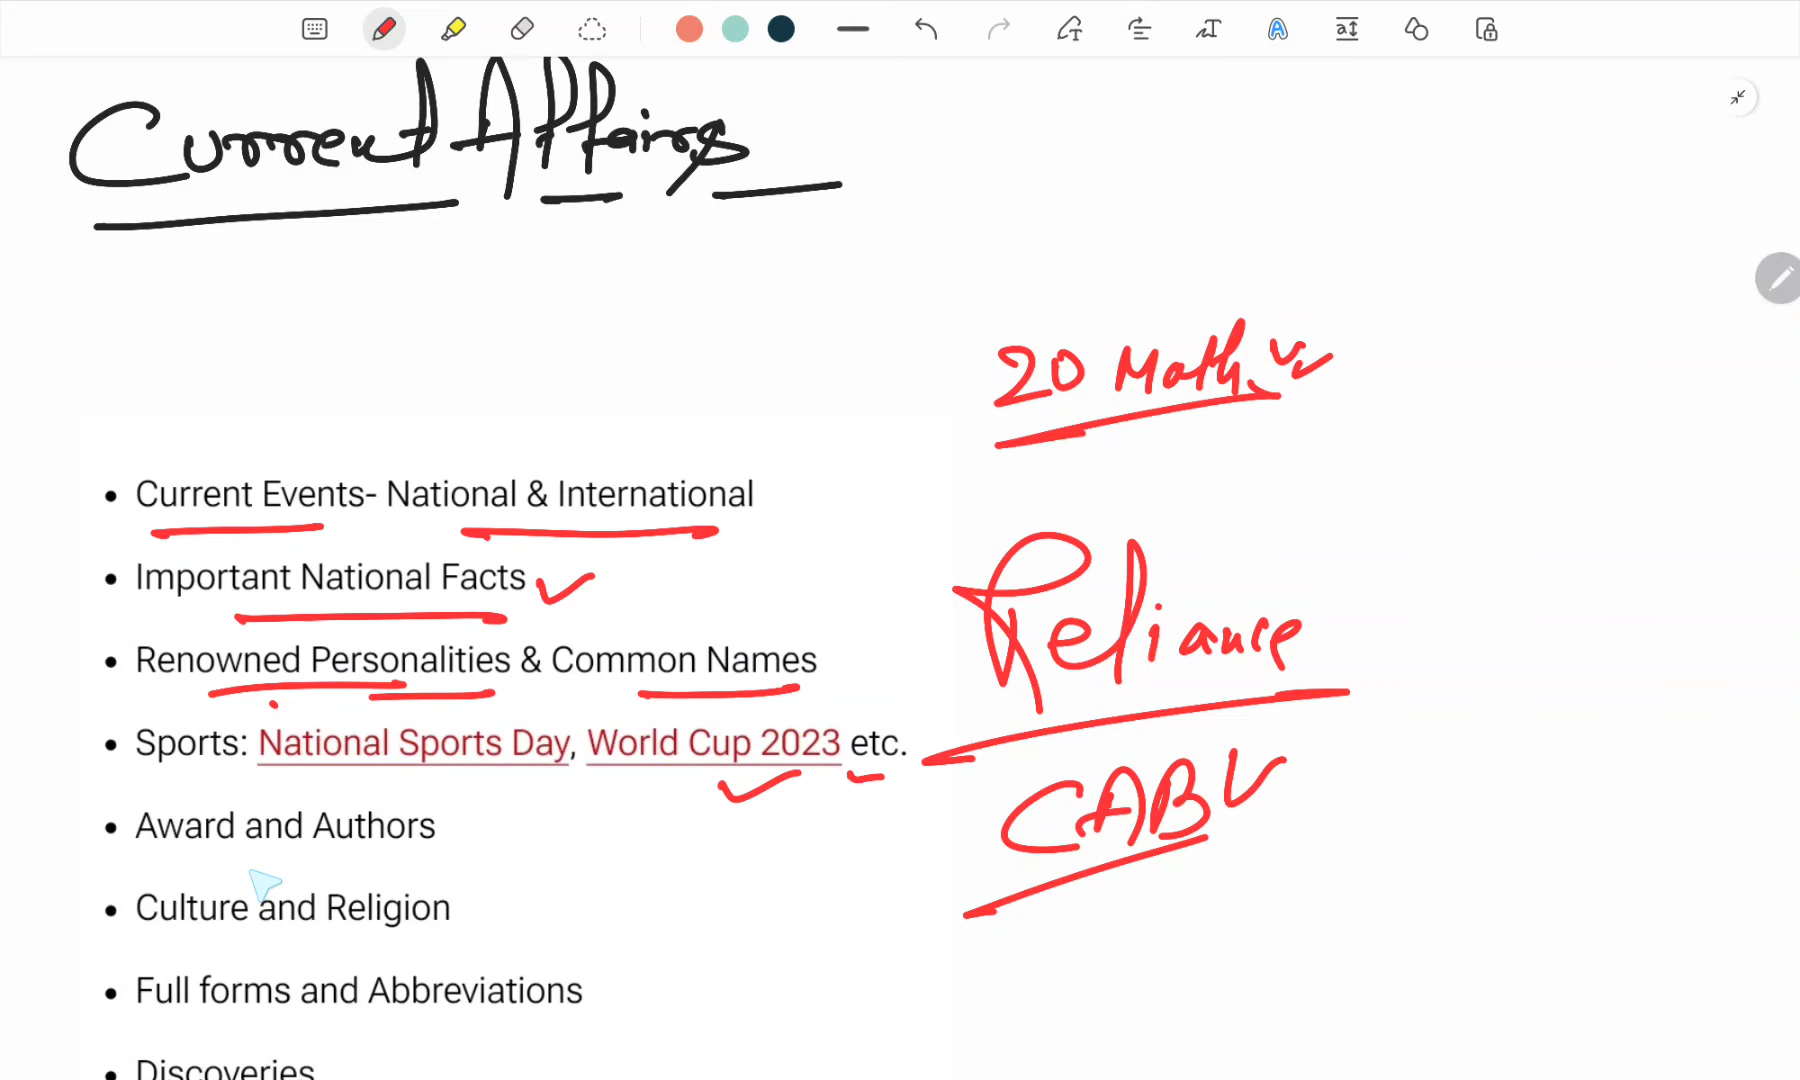 Current Affairs
20 Math
• Current Events- National & International
• Important National Facts
Reliance
• Renowned Personalities & Common Names
• Sports: National Sports Day, World Cup 2023 etc.
CAB
• Award and Authors
• Culture and Religion
• Full forms and Abbreviations
• Discoveries